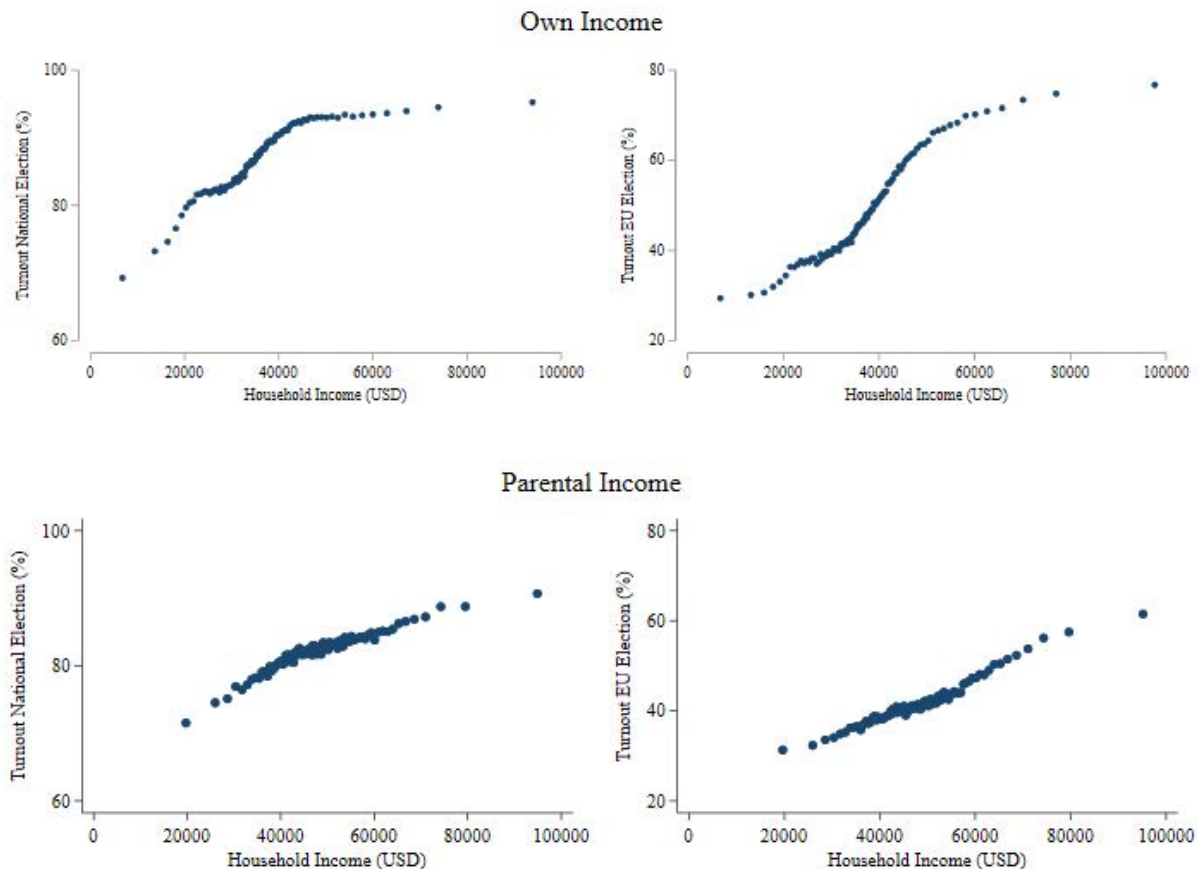 Own Income
Turnout National Election (%)
100
80
60
0 20000 40000 60000 80000 100000
Household Income (USD)
Turnout EU Election (%)
80
60
40
20
0 20000 40000 60000 80000 100000
Household Income (USD)
Parental Income
Turnout National Election (%)
100
80
60
0 20000 40000 60000 80000 100000
Household Income (USD)
Turnout EU Election (%)
80
60
40
20
0 20000 40000 60000 80000 100000
Household Income (USD)